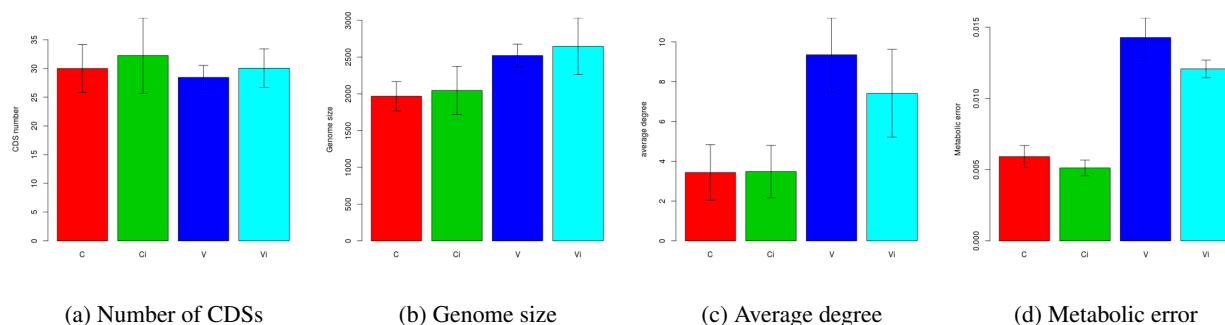 CDS number
0
5
10
15
20
25
30
35
C Ci V Vi
(a) Number of CDSs
Genome size
0
500
1000
1500
2000
2500
3000
C Ci V Vi
(b) Genome size
average degree
0
2
4
6
8
10
C Ci V Vi
(c) Average degree
Metabolic error
0.000
0.005
0.010
0.015
C Ci V Vi
(d) Metabolic error